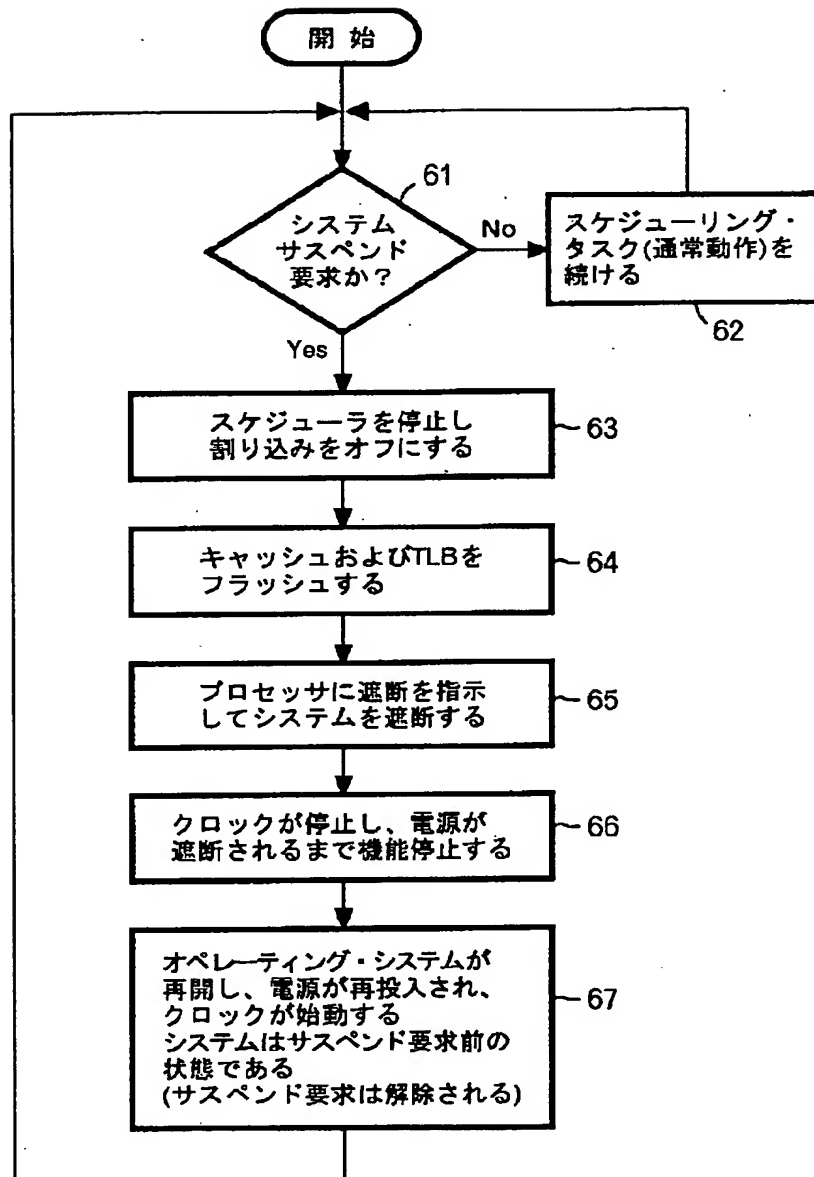 開 始
61
システム
サスペンド
要求か?
No
スケジューリング・
タスク(通常動作)を
続ける
62
Yes
スケジューラを停止し
割り込みをオフにする
63
キャッシュおよびTLBを
フラッシュする
64
プロセッサに遮断を指示
してシステムを遮断する
65
クロックが停止し、電源が
遮断されるまで機能停止する
66
オペレーティング・システムが
再開し、電源が再投入され、
クロックが始動する
システムはサスペンド要求前の
状態である
(サスペンド要求は解除される)
67